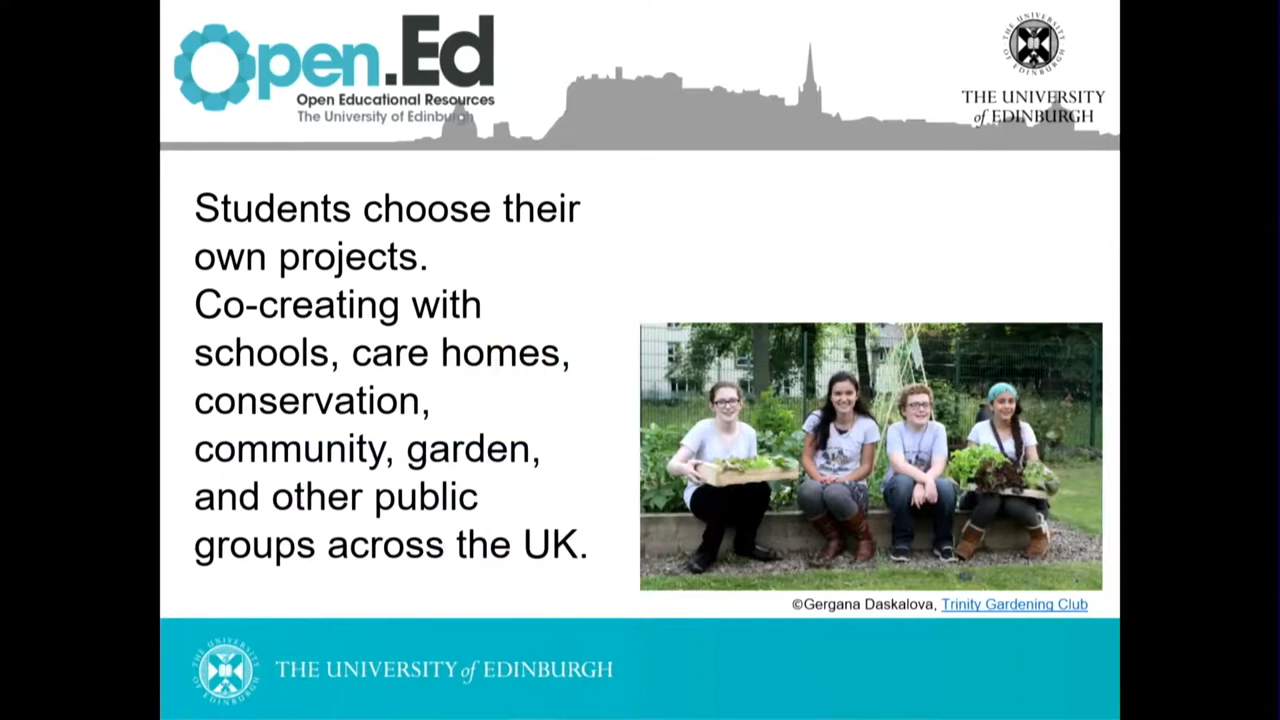 Open.Ed
Open Educational Resources
The University of Edinburgh
THE UNIVERSITY
of EDINBURGH
Students choose their
own projects.
Co-creating with
schools, care homes,
conservation,
community, garden,
and other public
groups across the UK.
©Gergana Daskalova, Trinity Gardening Club
THE UNIVERSITY of EDINBURGH